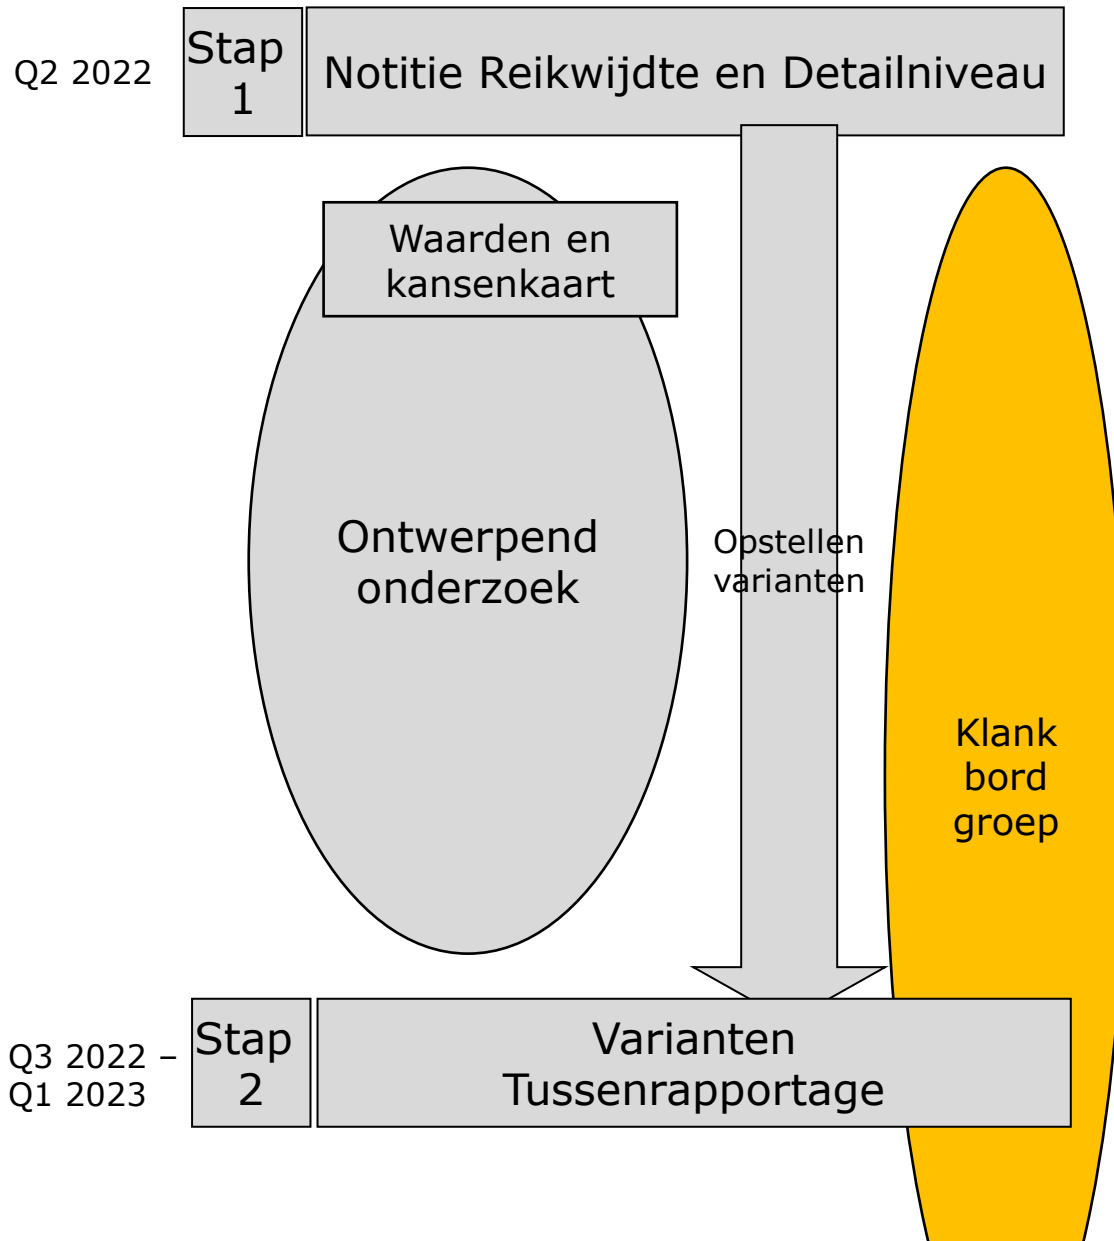 Q2 2022
Stap
1
Notitie Reikwijdte en Detailniveau
Waarden en
kansenkaart
Ontwerpend
onderzoek
Opstellen
varianten
Klank
bord
groep
Q3 2022 –
Q1 2023
Stap
2
Varianten
Tussenrapportage